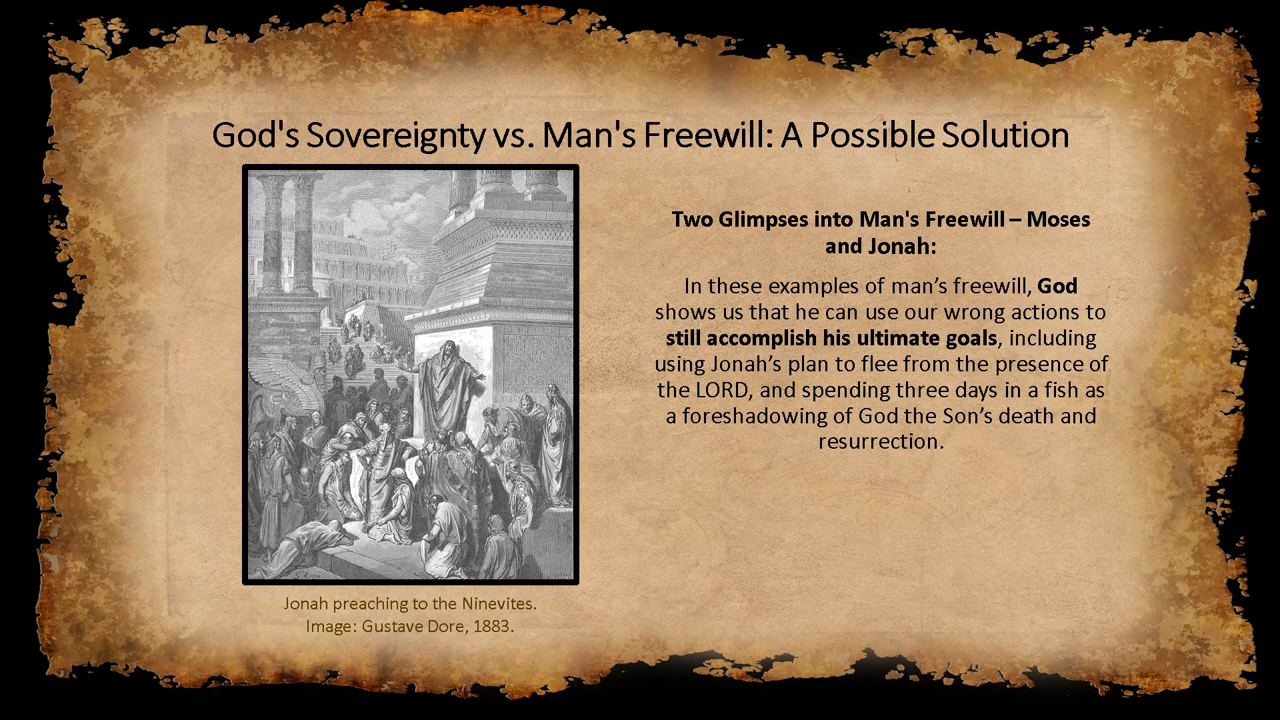 God's Sovereignty vs. Man's Freewill: A Possible Solution
Two Glimpses into Man's Freewill – Moses
and Jonah:
In these examples of man’s freewill, God
shows us that he can use our wrong actions to
still accomplish his ultimate goals, including
using Jonah’s plan to flee from the presence of
the LORD, and spending three days in a fish as
a foreshadowing of God the Son’s death and
resurrection.
Jonah preaching to the Ninevites.
Image: Gustave Dore, 1883.